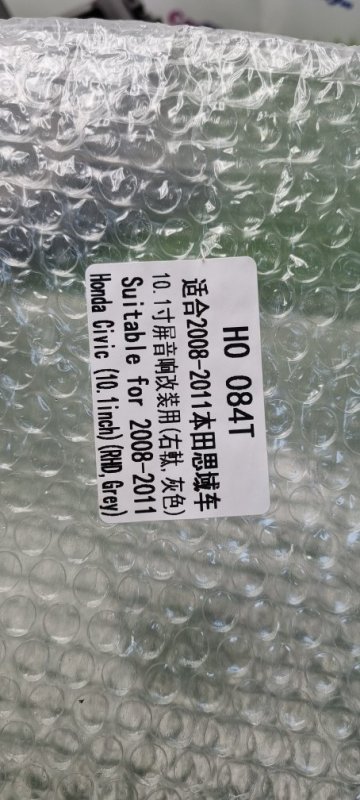 HO 084T
适合2008-2011本田思域车
10.1寸屏音响改装用(右軚,灰色)
Suitable for 2008-2011
Honda Civic (10.1inch)(RHD,Grey)